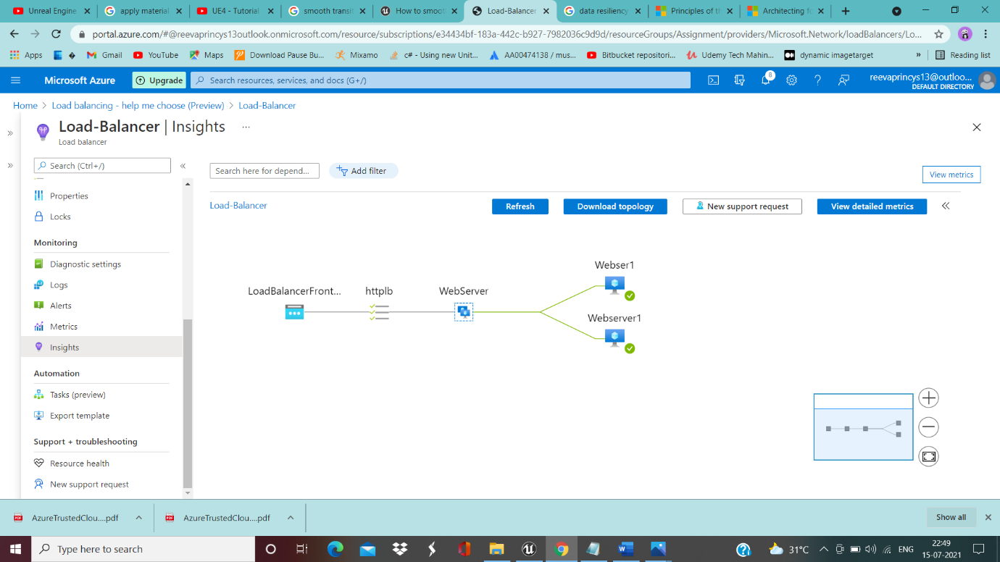 Unreal Engine
apply material
UE4 - Tutorial
smooth transit
How to smoot
Load-Balancer
data resiliency
Principles of th
Architecting fo
portal.azure.com/#@reevaprincys13outlook.onmicrosoft.com/resource/subscriptions/e34434bf-183a-442c-b927-7982036c9d9d/resourceGroups/Assignment/providers/Microsoft.Network/loadBalancers/Lo...
Apps Gmail YouTube Maps Download Pause Bu... Mixamo c# - Using new Unit... AA00474138 / mus... Bitbucket repositori... Udemy Tech Mahin... dynamic imagetarget » Reading list
Microsoft Azure Upgrade Search resources, services, and docs (G+/) 8 reevaprincys13@outloo...
DEFAULT DIRECTORY
Home > Load balancing - help me choose (Preview) > Load-Balancer
Load-Balancer | Insights ...
Load balancer
Search (Ctrl+/) «
Properties
Locks
Monitoring
Diagnostic settings
Logs
Alerts
Metrics
Insights
Automation
Tasks (preview)
Export template
Support + troubleshooting
Resource health
New support request
Search here for depend... Add filter
View metrics
Load-Balancer Refresh Download topology New support request View detailed metrics
Webser1
LoadBalancerFront... httplb WebServer
Webserver1
AzureTrustedClou....pdf AzureTrustedClou....pdf Show all
Type here to search 31°C ENG 22:49
15-07-2021